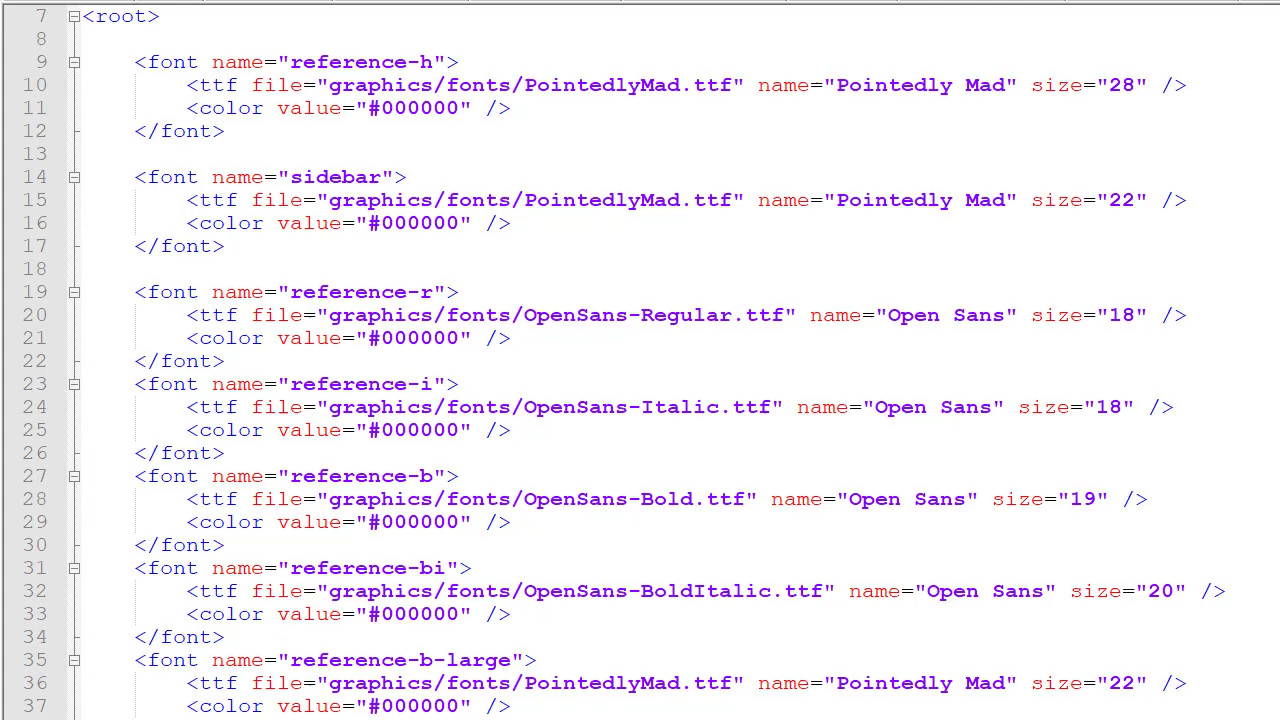 7 <root>
8
9 <font name="reference-h">
10 <ttf file="graphics/fonts/PointedlyMad.ttf" name="Pointedly Mad" size="28" />
11 <color value="#000000" />
12 </font>
13
14 <font name="sidebar">
15 <ttf file="graphics/fonts/PointedlyMad.ttf" name="Pointedly Mad" size="22" />
16 <color value="#000000" />
17 </font>
18
19 <font name="reference-r">
20 <ttf file="graphics/fonts/OpenSans-Regular.ttf" name="Open Sans" size="18" />
21 <color value="#000000" />
22 </font>
23 <font name="reference-i">
24 <ttf file="graphics/fonts/OpenSans-Italic.ttf" name="Open Sans" size="18" />
25 <color value="#000000" />
26 </font>
27 <font name="reference-b">
28 <ttf file="graphics/fonts/OpenSans-Bold.ttf" name="Open Sans" size="19" />
29 <color value="#000000" />
30 </font>
31 <font name="reference-bi">
32 <ttf file="graphics/fonts/OpenSans-BoldItalic.ttf" name="Open Sans" size="20" />
33 <color value="#000000" />
34 </font>
35 <font name="reference-b-large">
36 <ttf file="graphics/fonts/PointedlyMad.ttf" name="Pointedly Mad" size="22" />
37 <color value="#000000" />